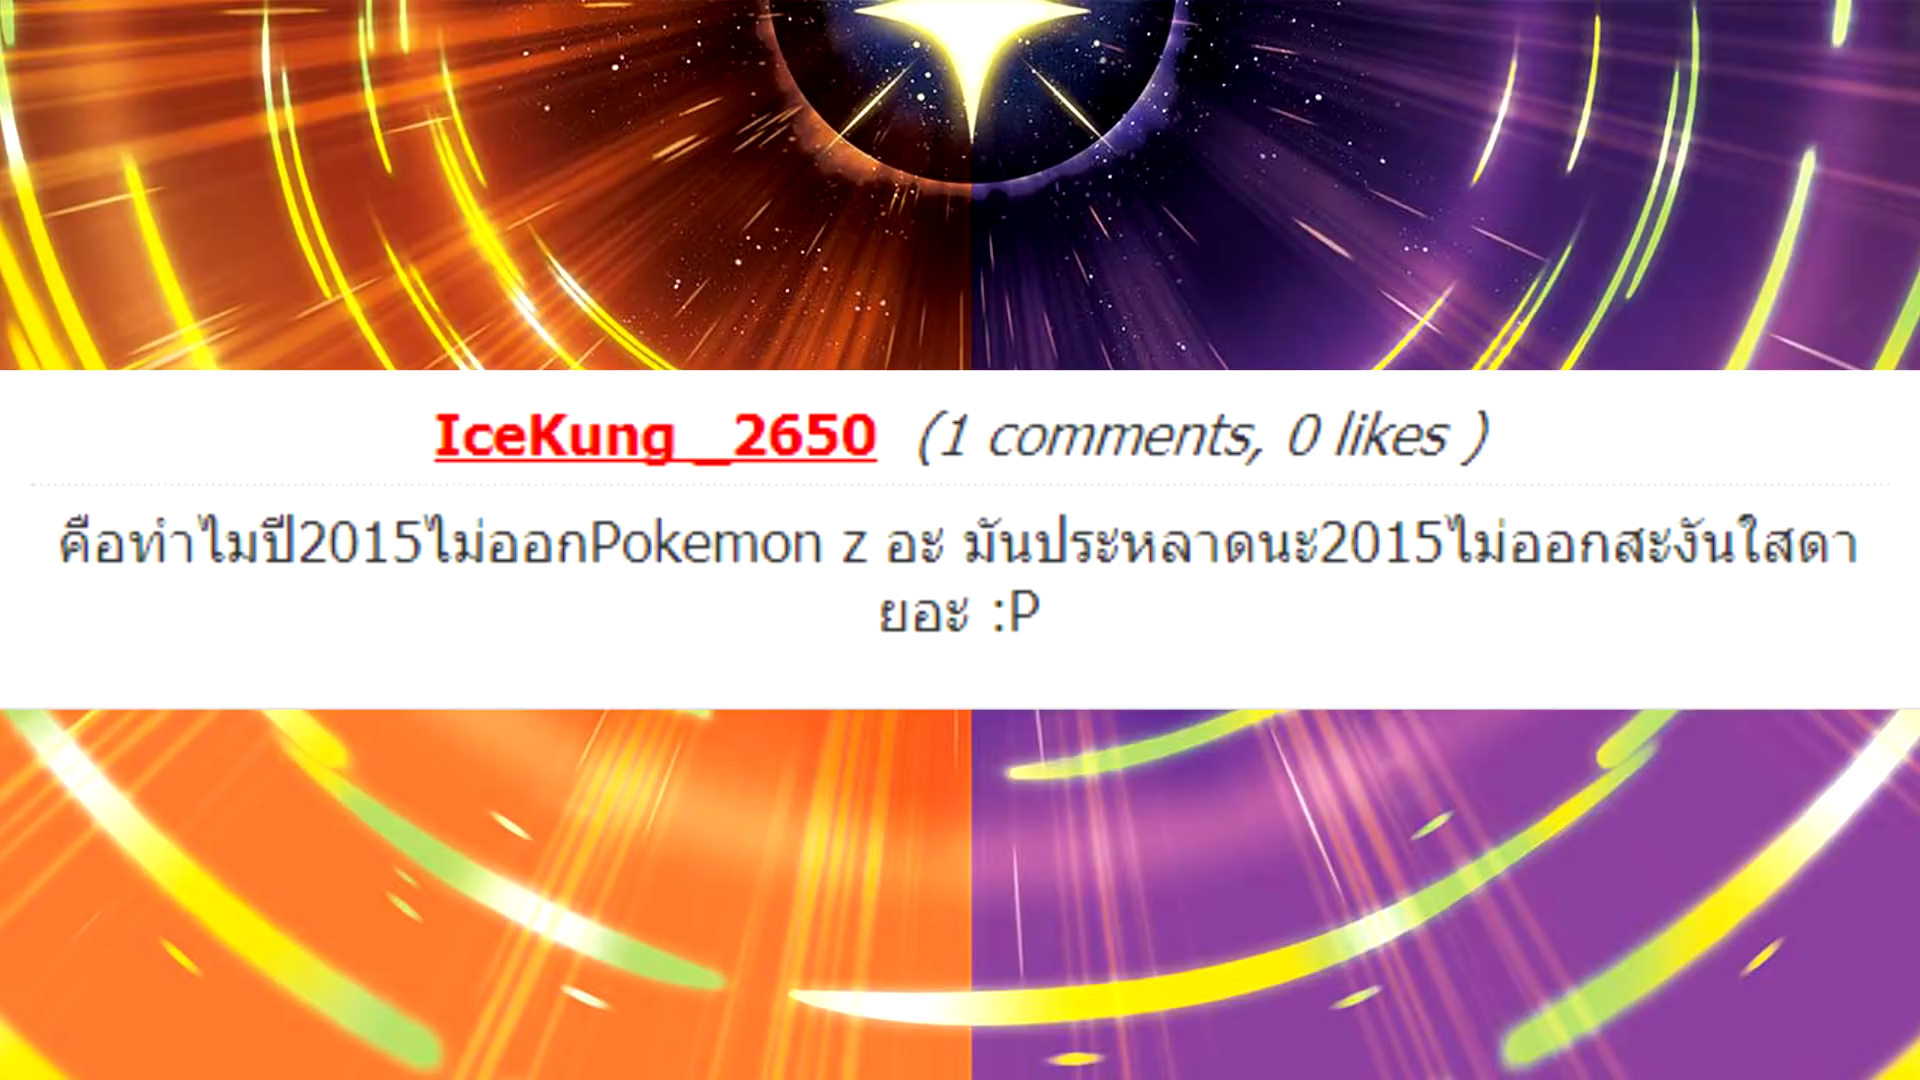 IceKung _2650 (1 comments, 0 likes )
คือทำไมปี2015ไม่ออกPokemon z อะ มันประหลาดนะ2015ไม่ออกสะงันใสดา
ยอะ :P